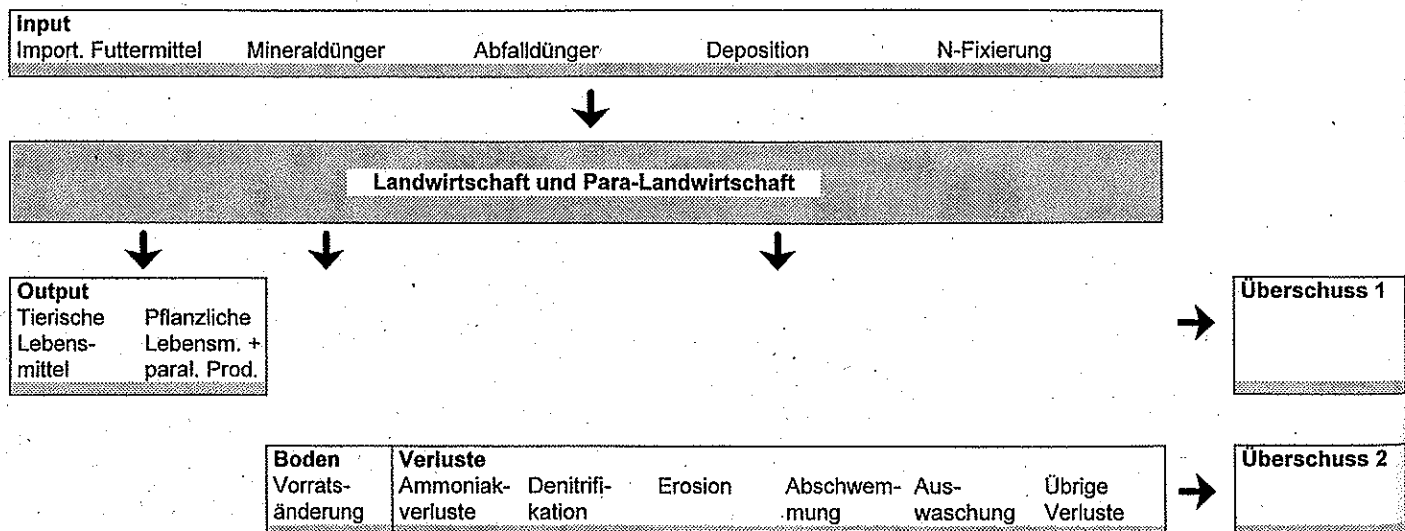 Input
Import. Futtermittel Mineraldünger Abfalldünger Deposition N-Fixierung
Landwirtschaft und Para-Landwirtschaft
Output
Tierische Pflanzliche
Lebens- Lebensm. +
mittel paral. Prod.
Überschuss 1
Boden Verluste
Vorrats- Ammoniak- Denitrifi- Erosion Abschwem- Aus- Übrige
änderung verluste kation mung waschung Verluste
Überschuss 2